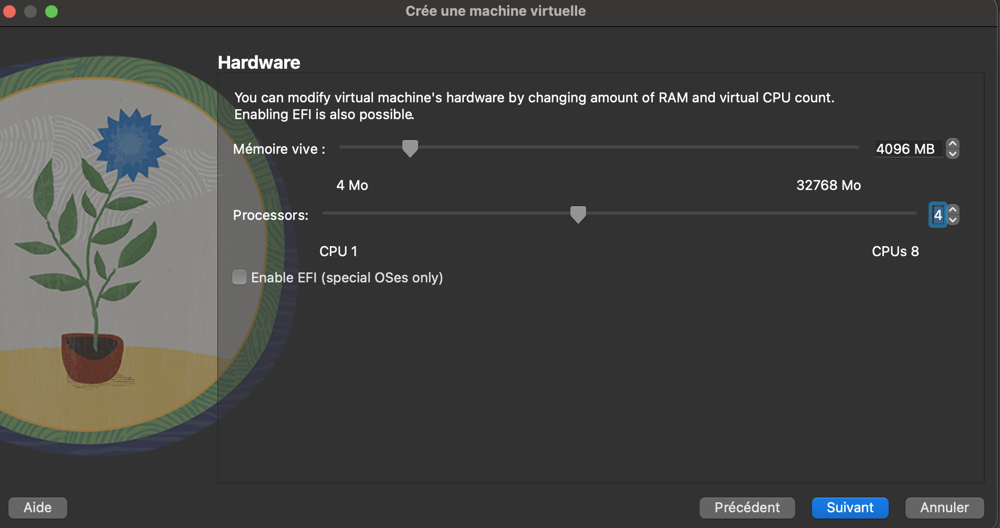 Crée une machine virtuelle
Hardware
You can modify virtual machine's hardware by changing amount of RAM and virtual CPU count.
Enabling EFI is also possible.
Mémoire vive : 4096 MB
4 Mo 32768 Mo
Processors: 4
CPU 1 CPUs 8
Enable EFI (special OSes only)
Aide Précédent Suivant Annuler